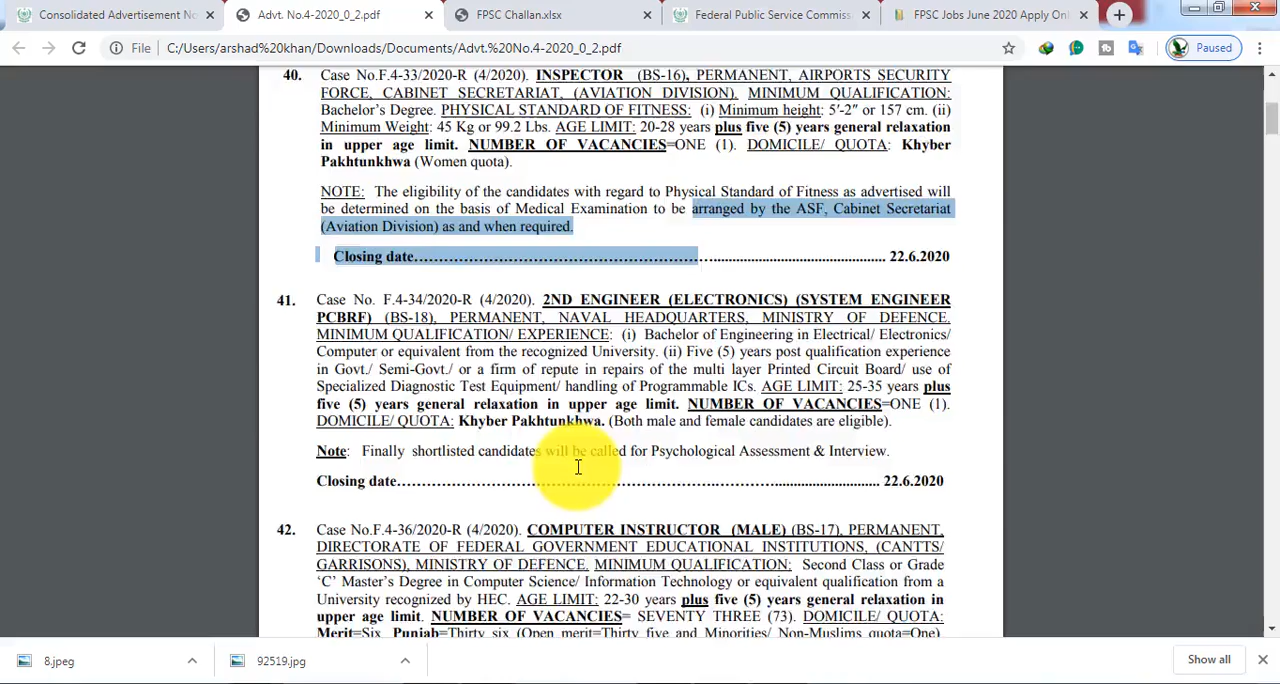 Consolidated Advertisement No
Advt. No.4-2020_0_2.pdf
FPSC Challan.xlsx
Federal Public Service Commiss
FPSC Jobs June 2020 Apply Onl
File
C:/Users/arshad%20khan/Downloads/Documents/Advt.%20No.4-2020_0_2.pdf
Paused
40. Case No.F.4-33/2020-R (4/2020). INSPECTOR (BS-16), PERMANENT, AIRPORTS SECURITY
FORCE, CABINET SECRETARIAT, (AVIATION DIVISION). MINIMUM QUALIFICATION:
Bachelor's Degree. PHYSICAL STANDARD OF FITNESS: (i) Minimum height: 5′-2″ or 157 cm. (ii)
Minimum Weight: 45 Kg or 99.2 Lbs. AGE LIMIT: 20-28 years plus five (5) years general relaxation
in upper age limit. NUMBER OF VACANCIES=ONE (1). DOMICILE/ QUOTA: Khyber
Pakhtunkhwa (Women quota).
NOTE: The eligibility of the candidates with regard to Physical Standard of Fitness as advertised will
be determined on the basis of Medical Examination to be arranged by the ASF, Cabinet Secretariat
(Aviation Division) as and when required.
Closing date……………………………………………………............................................ 22.6.2020
41. Case No. F.4-34/2020-R (4/2020). 2ND ENGINEER (ELECTRONICS) (SYSTEM ENGINEER
PCBRF) (BS-18), PERMANENT, NAVAL HEADQUARTERS, MINISTRY OF DEFENCE.
MINIMUM QUALIFICATION/ EXPERIENCE: (i) Bachelor of Engineering in Electrical/ Electronics/
Computer or equivalent from the recognized University. (ii) Five (5) years post qualification experience
in Govt./ Semi-Govt./ or a firm of repute in repairs of the multi layer Printed Circuit Board/ use of
Specialized Diagnostic Test Equipment/ handling of Programmable ICs. AGE LIMIT: 25-35 years plus
five (5) years general relaxation in upper age limit. NUMBER OF VACANCIES=ONE (1).
DOMICILE/ QUOTA: Khyber Pakhtunkhwa. (Both male and female candidates are eligible).
Note: Finally shortlisted candidates will be called for Psychological Assessment & Interview.
Closing date……………………………………………………….………............................ 22.6.2020
42. Case No.F.4-36/2020-R (4/2020). COMPUTER INSTRUCTOR (MALE) (BS-17), PERMANENT,
DIRECTORATE OF FEDERAL GOVERNMENT EDUCATIONAL INSTITUTIONS, (CANTTS/
GARRISONS), MINISTRY OF DEFENCE. MINIMUM QUALIFICATION: Second Class or Grade
'C' Master's Degree in Computer Science/ Information Technology or equivalent qualification from a
University recognized by HEC. AGE LIMIT: 22-30 years plus five (5) years general relaxation in
upper age limit. NUMBER OF VACANCIES= SEVENTY THREE (73). DOMICILE/ QUOTA:
Merit=Six, Punjab=Thirty six (Open merit=Thirty five and Minorities/ Non-Muslims quota=One),
8.jpeg
92519.jpg
Show all